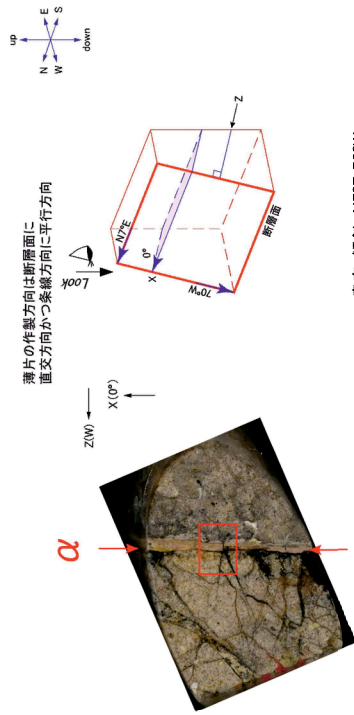 up
E
S
N
W
down
薄片の作製方向は断層面に
直交方向かつ条線方向に平行方向
Look
N7°E
X
0°
70°W
断層面
Z
Z(W)
X(0°)
α